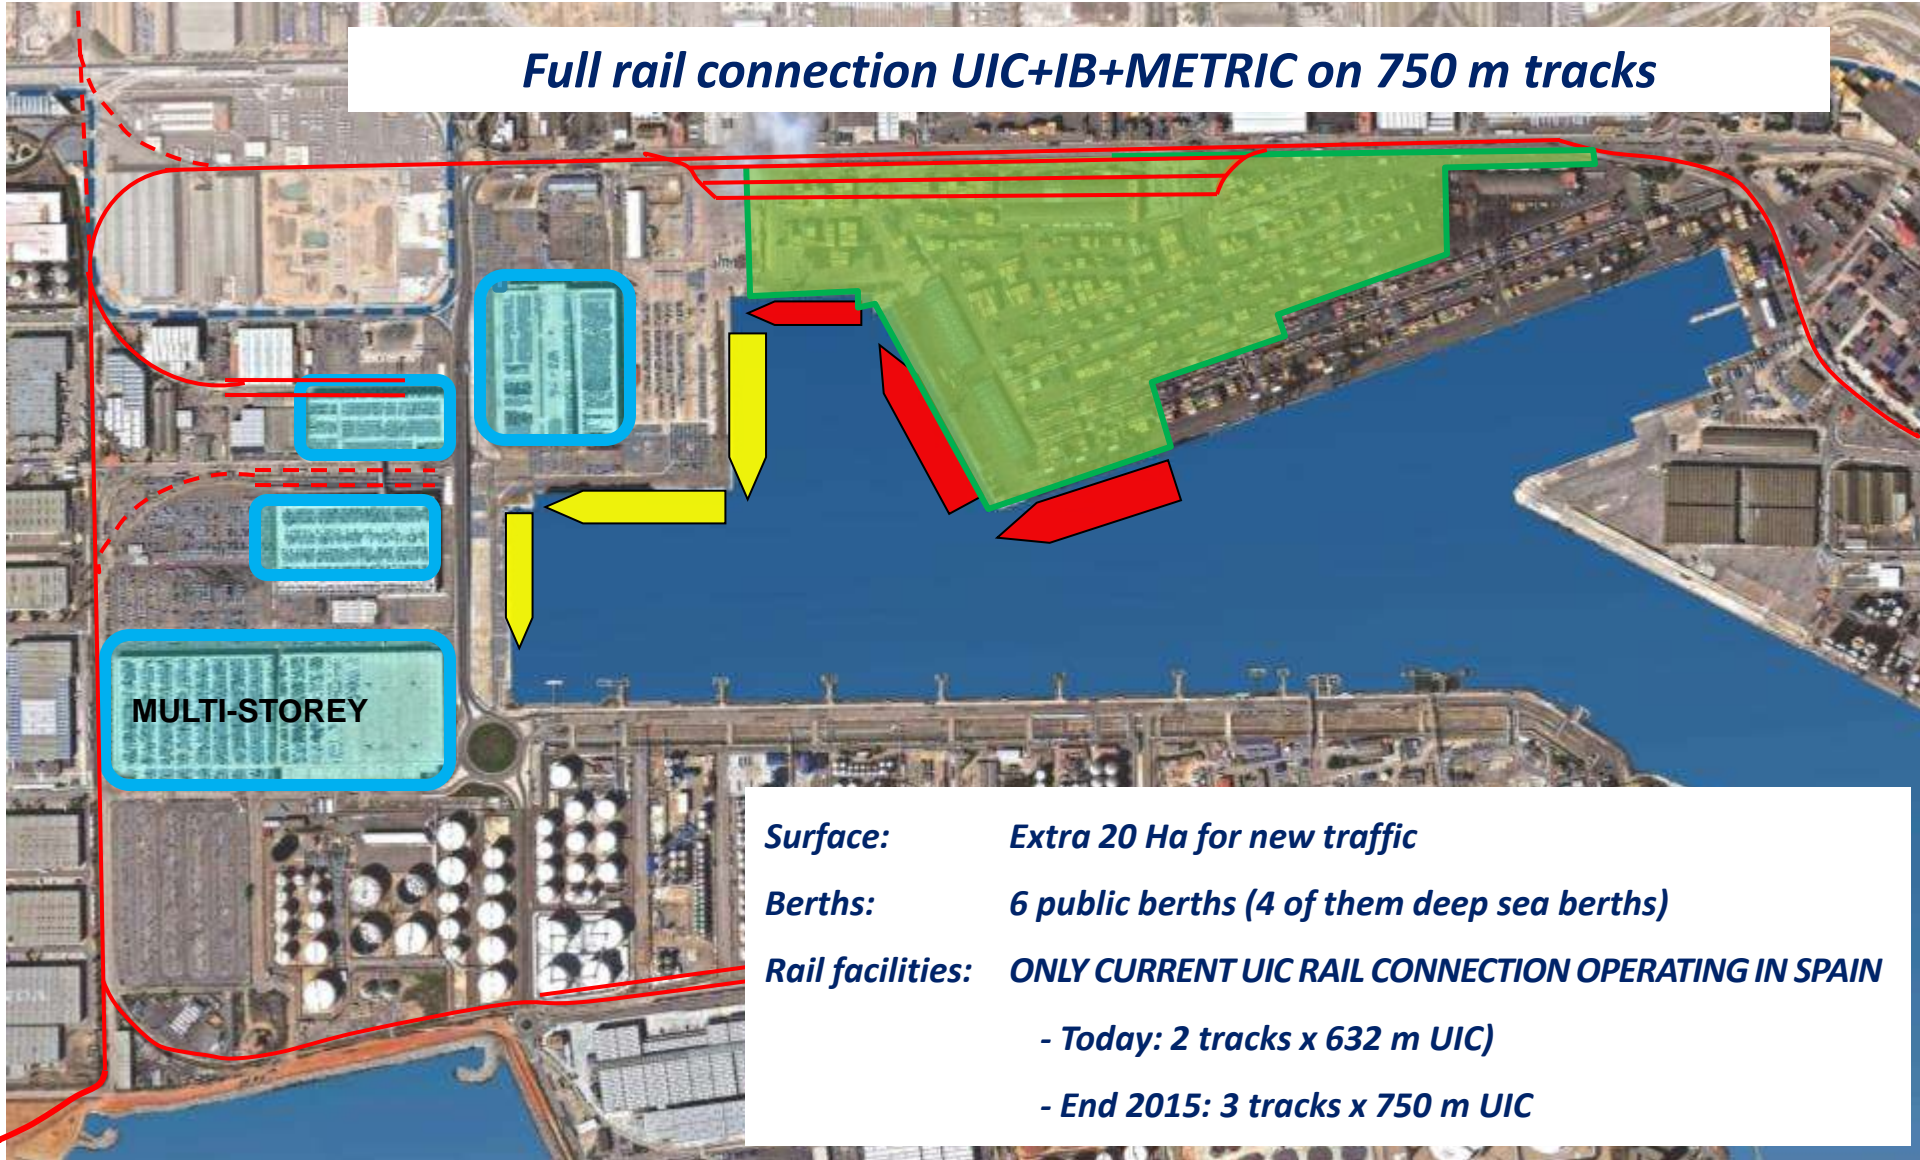 Full rail connection UIC+IB+METRIC on 750 m tracks
MULTI-STOREY
Surface: Extra 20 Ha for new traffic
Berths: 6 public berths (4 of them deep sea berths)
Rail facilities: ONLY CURRENT UIC RAIL CONNECTION OPERATING IN SPAIN
- Today: 2 tracks x 632 m UIC)
- End 2015: 3 tracks x 750 m UIC